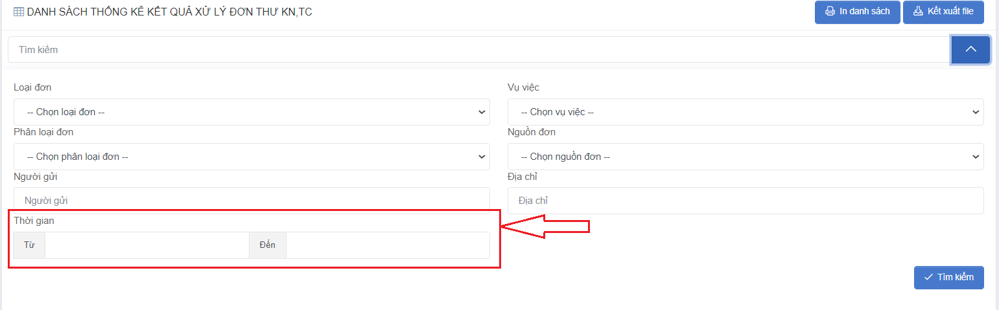 DANH SÁCH THỐNG KÊ KẾT QUẢ XỬ LÝ ĐƠN THƯ KN,TC
In danh sách
Kết xuất file
Tìm kiếm
Loại đơn
Vụ việc
-- Chọn loại đơn --
-- Chọn vụ việc --
Phân loại đơn
Nguồn đơn
-- Chọn phân loại đơn --
-- Chọn nguồn đơn --
Người gửi
Địa chỉ
Người gửi
Địa chỉ
Thời gian
Từ
Đến
Tìm kiếm